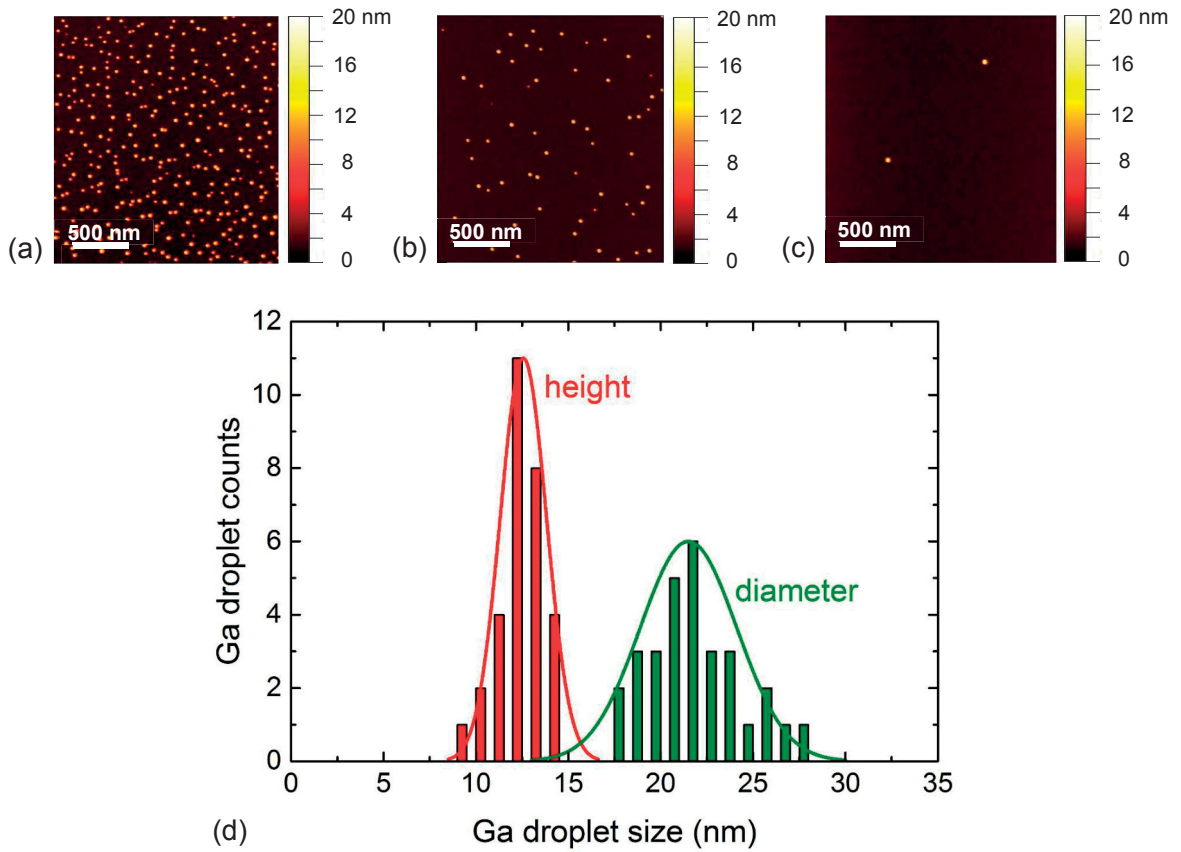 20 nm
16
12
8
4
0
500 nm
(a)
20 nm
16
12
8
4
0
500 nm
(b)
20 nm
16
12
8
4
0
500 nm
(c)
12
10
8
6
4
2
0
Ga droplet counts
height
diameter
0 5 10 15 20 25 30 35
Ga droplet size (nm)
(d)